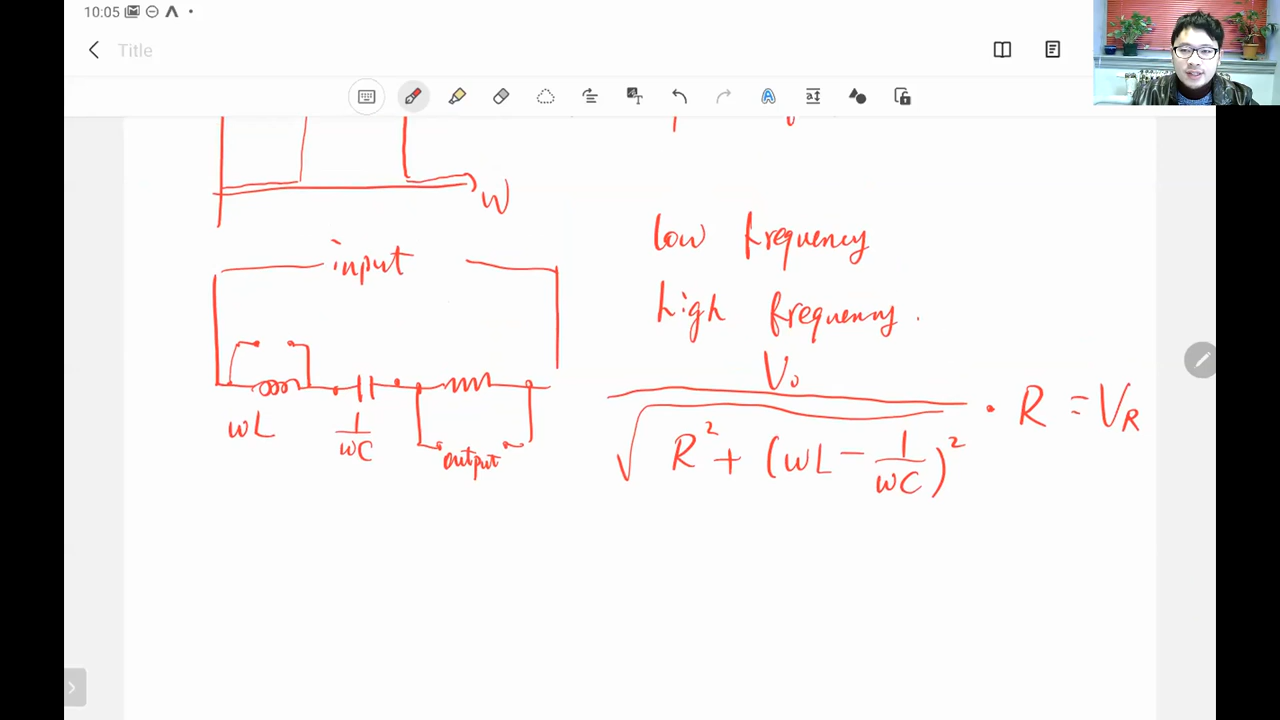 10:05
Title
W
input
low frequency
high frequency.
V₀ / √(R² + (ωL − 1/ωC)²) · R = V_R
ωL
1/ωC
output